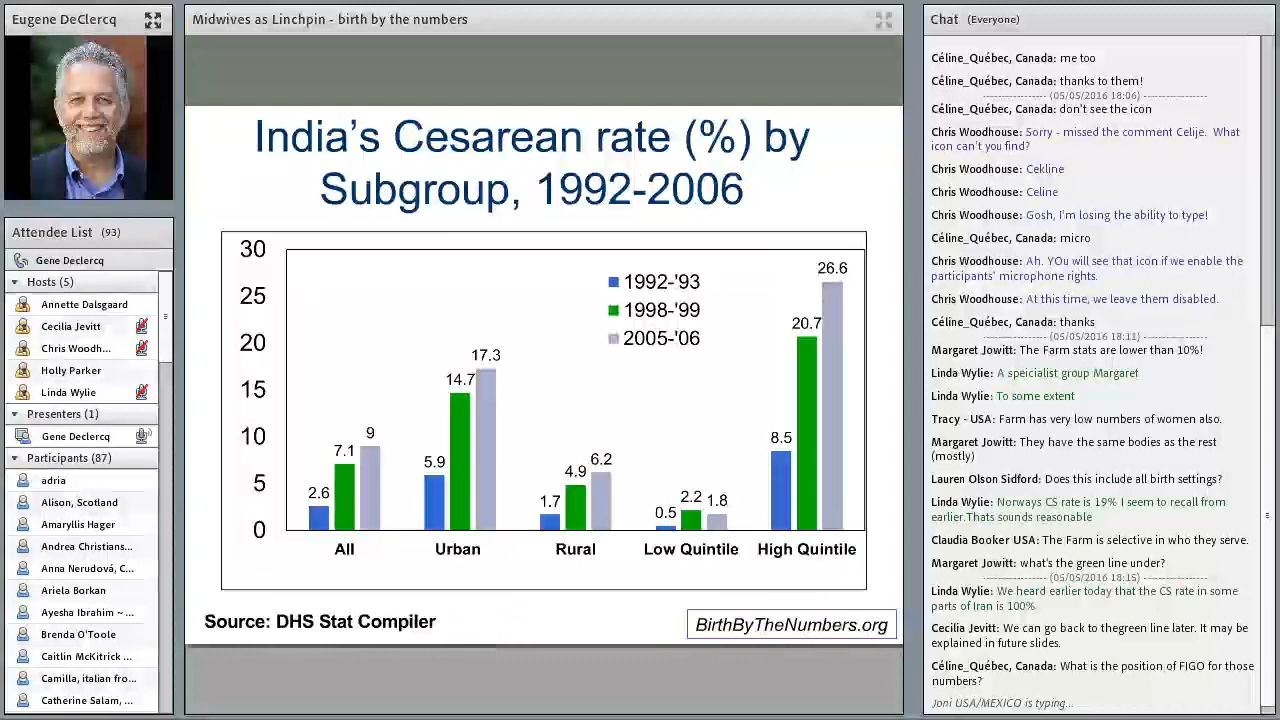 Eugene DeClercq
Attendee List (93)
Gene Declercq
Hosts (5)
Annette Dalsgaard
Cecilia Jevitt
Chris Woodh...
Holly Parker
Linda Wylie
Presenters (1)
Gene Declercq
Participants (87)
adria
Alison, Scotland
Amaryllis Hager
Andrea Christians...
Anna Nerudová, C...
Ariela Borkan
Ayesha Ibrahim ~ ...
Brenda O'Toole
Caitlin McKitrick ...
Camilla, italian fro...
Catherine Salam, ...
Midwives as Linchpin - birth by the numbers
India's Cesarean rate (%) by
Subgroup, 1992-2006
30
25
20
15
10
5
0
1992-'93
1998-'99
2005-'06
2.6
7.1
9
5.9
14.7
17.3
1.7
4.9
6.2
0.5
2.2
1.8
8.5
20.7
26.6
All Urban Rural Low Quintile High Quintile
Source: DHS Stat Compiler
BirthByTheNumbers.org
Chat (Everyone)
Céline_Québec, Canada: me too
Céline_Québec, Canada: thanks to them!
----------------- (05/05/2016 18:06) -----------------
Céline_Québec, Canada: don't see the icon
Chris Woodhouse: Sorry - missed the comment Celije. What
icon can't you find?
Chris Woodhouse: Cekline
Chris Woodhouse: Celine
Chris Woodhouse: Gosh, I'm losing the ability to type!
Céline_Québec, Canada: micro
Chris Woodhouse: Ah. YOu will see that icon if we enable the
participants' microphone rights.
Chris Woodhouse: At this time, we leave them disabled.
Céline_Québec, Canada: thanks
----------------- (05/05/2016 18:11) -----------------
Margaret Jowitt: The Farm stats are lower than 10%!
Linda Wylie: A speicialist group Margaret
Linda Wylie: To some extent
Tracy - USA: Farm has very low numbers of women also.
Margaret Jowitt: They have the same bodies as the rest
(mostly)
Lauren Olson Sidford: Does this include all birth settings?
Linda Wylie: Norways CS rate is 19% I seem to recall from
earlier.Thats sounds reasonable
Claudia Booker USA: The Farm is selective in who they serve.
Margaret Jowitt: what's the green line under?
----------------- (05/05/2016 18:15) -----------------
Linda Wylie: We heard earlier today that the CS rate in some
parts of Iran is 100%.
Cecilia Jevitt: We can go back to thegreen line later. It may be
explained in future slides.
Céline_Québec, Canada: What is the position of FIGO for those
numbers?
Joni USA/MEXICO is typing...